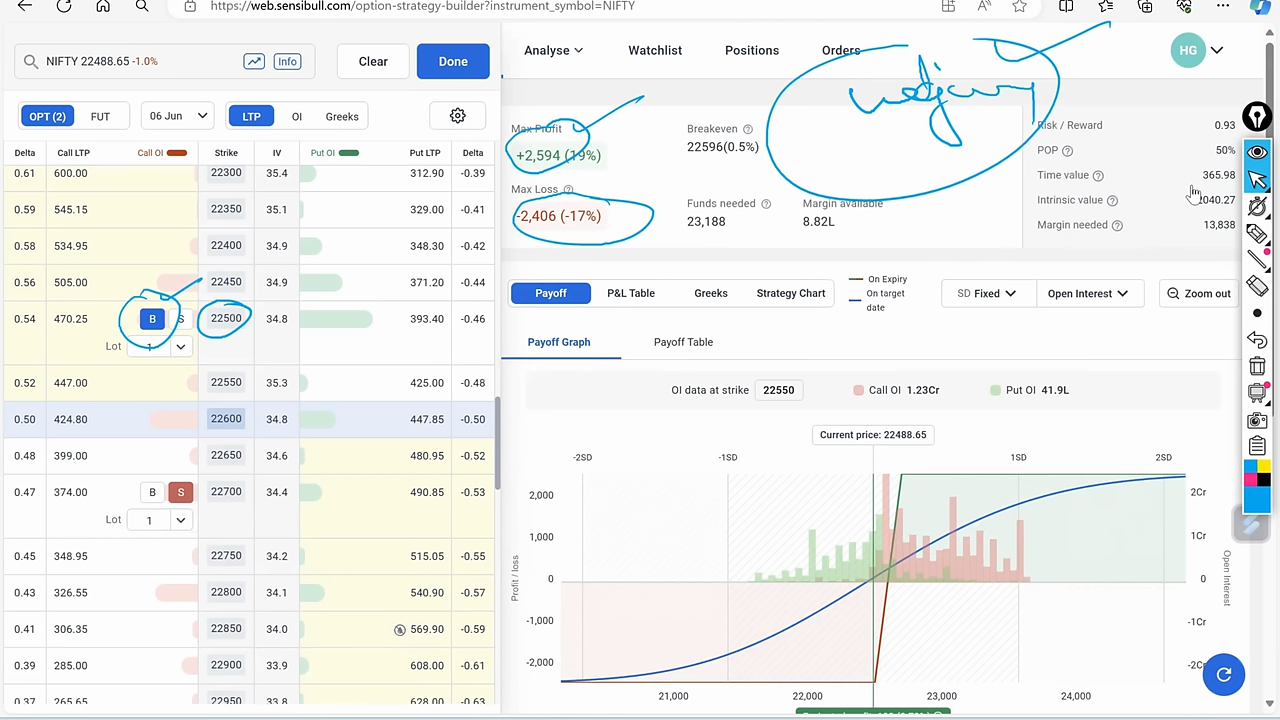 https://web.sensibull.com/option-strategy-builder?instrument_symbol=NIFTY
NIFTY 22488.65 -1.0% Info Clear Done
Analyse Watchlist Positions Orders HG
OPT (2) FUT 06 Jun LTP OI Greeks
Delta Call OI Strike IV Put OI Put LTP Delta
0.61 600.00 22300 35.4 312.90 -0.39
0.59 545.15 22350 35.1 329.00 -0.41
0.58 534.95 22400 34.9 348.30 -0.42
0.56 505.00 22450 34.9 371.20 -0.44
0.54 470.25 B S 22500 34.8 393.40 -0.46
Lot 1
0.52 447.00 22550 35.3 425.00 -0.48
0.50 424.80 22600 34.8 447.85 -0.50
0.48 399.00 22650 34.6 480.95 -0.52
0.47 374.00 B S 22700 34.4 490.85 -0.53
Lot 1
0.45 348.95 22750 34.2 515.05 -0.55
0.43 326.55 22800 34.1 540.90 -0.57
0.41 306.35 22850 34.0 569.90 -0.59
0.39 285.00 22900 33.9 608.00 -0.61
0.37 265.65 22950 33.8 628.00 -0.63
Max Profit
+2,594 (19%)
Max Loss
-2,406 (-17%)
Breakeven
22596(0.5%)
Funds needed
23,188
Margin available
8.82L
Risk / Reward 0.93
POP 50%
Time value 365.98
Intrinsic value 2040.27
Margin needed 13,838
Payoff P&L Table Greeks Strategy Chart
On Expiry
On target
date
SD Fixed Open Interest Zoom out
Payoff Graph Payoff Table
OI data at strike 22550 Call OI 1.23Cr Put OI 41.9L
Current price: 22488.65
-2SD -1SD 1SD 2SD
2,000 2Cr
1,000 1Cr
0 0
-1,000 -1Cr
-2,000
Profit / loss
Open Interest
21,000 22,000 23,000 24,000